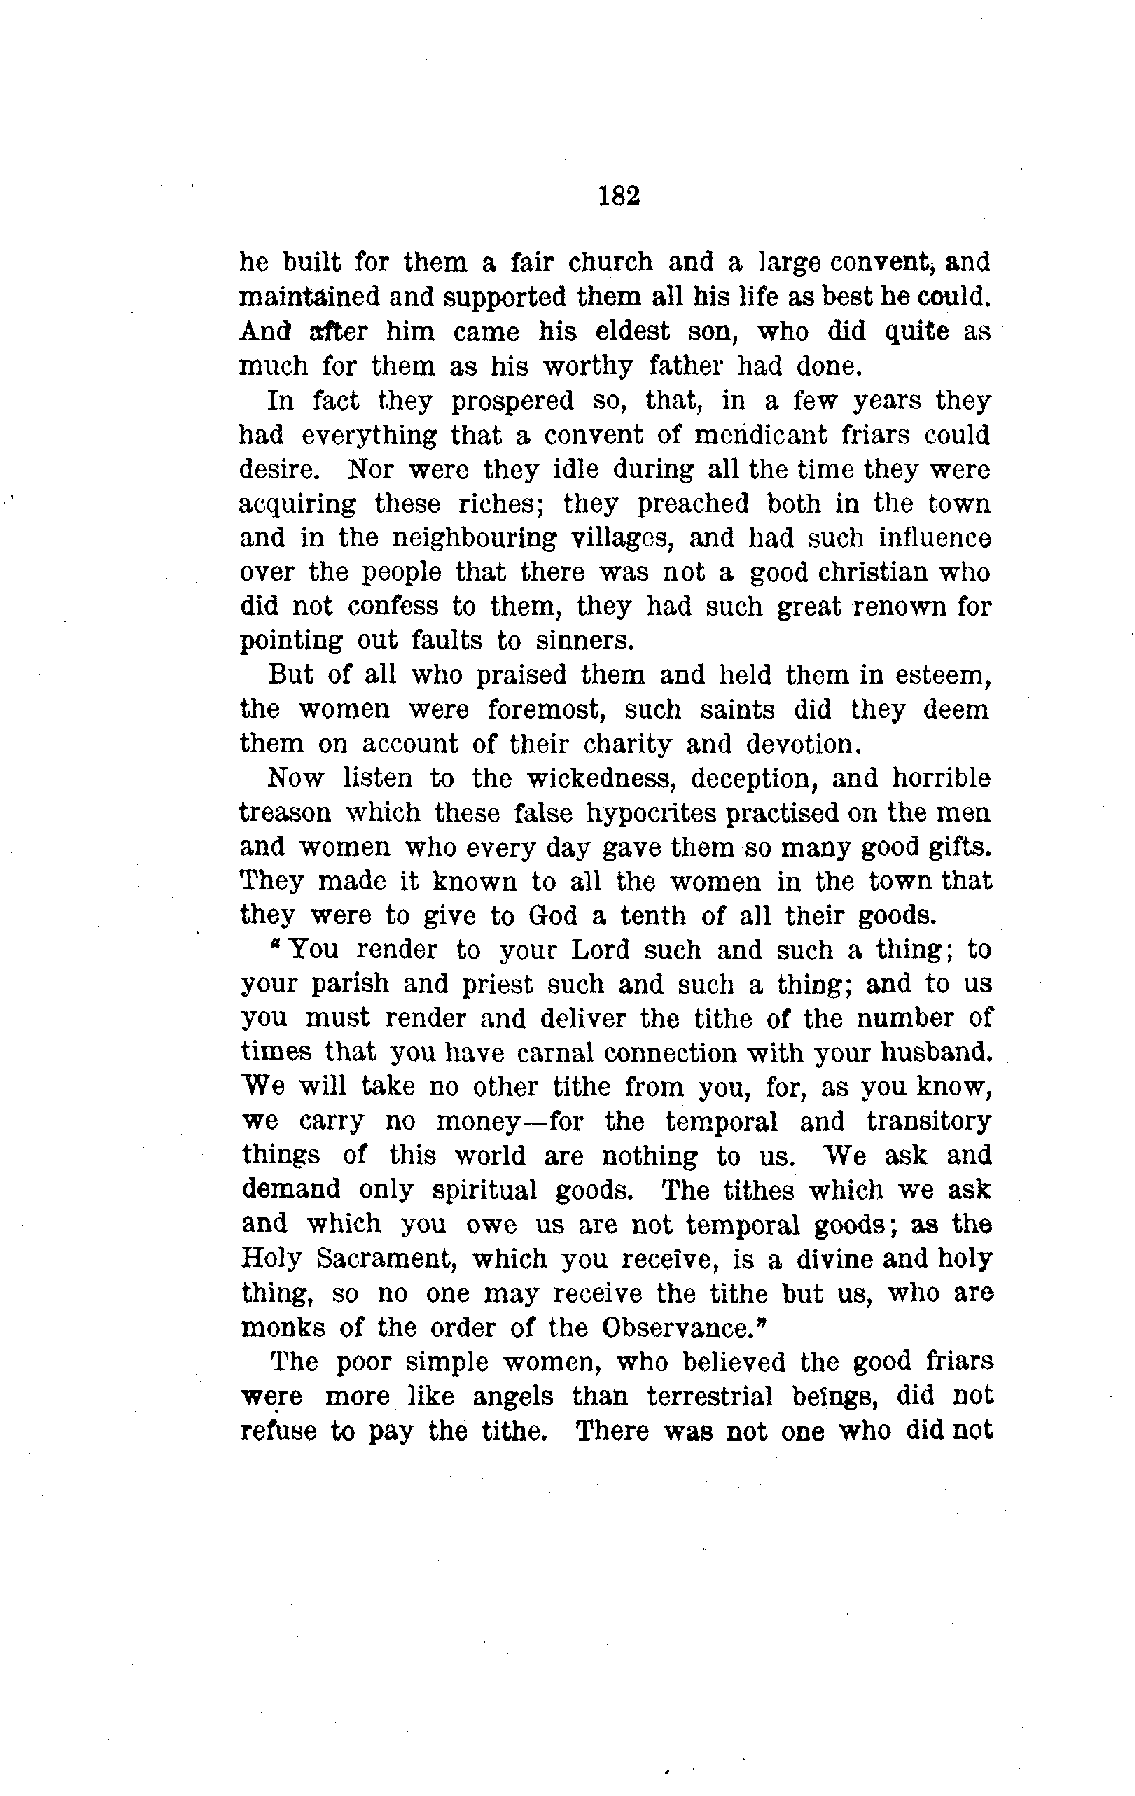 182
he built for them a fair church and a large convent, and
maintained and supported them all his life as best he could.
And after him came his eldest son, who did quite as
much for them as his worthy father had done.
In fact they prospered so, that, in a few years they
had everything that a convent of mendicant friars could
desire. Nor were they idle during all the time they were
acquiring these riches; they preached both in the town
and in the neighbouring villages, and had such influence
over the people that there was not a good christian who
did not confess to them, they had such great renown for
pointing out faults to sinners.
But of all who praised them and held them in esteem,
the women were foremost, such saints did they deem
them on account of their charity and devotion.
Now listen to the wickedness, deception, and horrible
treason which these false hypocrites practised on the men
and women who every day gave them so many good gifts.
They made it known to all the women in the town that
they were to give to God a tenth of all their goods.
"You render to your Lord such and such a thing; to
your parish and priest such and such a thing; and to us
you must render and deliver the tithe of the number of
times that you have carnal connection with your husband.
We will take no other tithe from you, for, as you know,
we carry no money—for the temporal and transitory
things of this world are nothing to us. We ask and
demand only spiritual goods. The tithes which we ask
and which you owe us are not temporal goods; as the
Holy Sacrament, which you receive, is a divine and holy
thing, so no one may receive the tithe but us, who are
monks of the order of the Observance."
The poor simple women, who believed the good friars
were more like angels than terrestrial beings, did not
refuse to pay the tithe. There was not one who did not